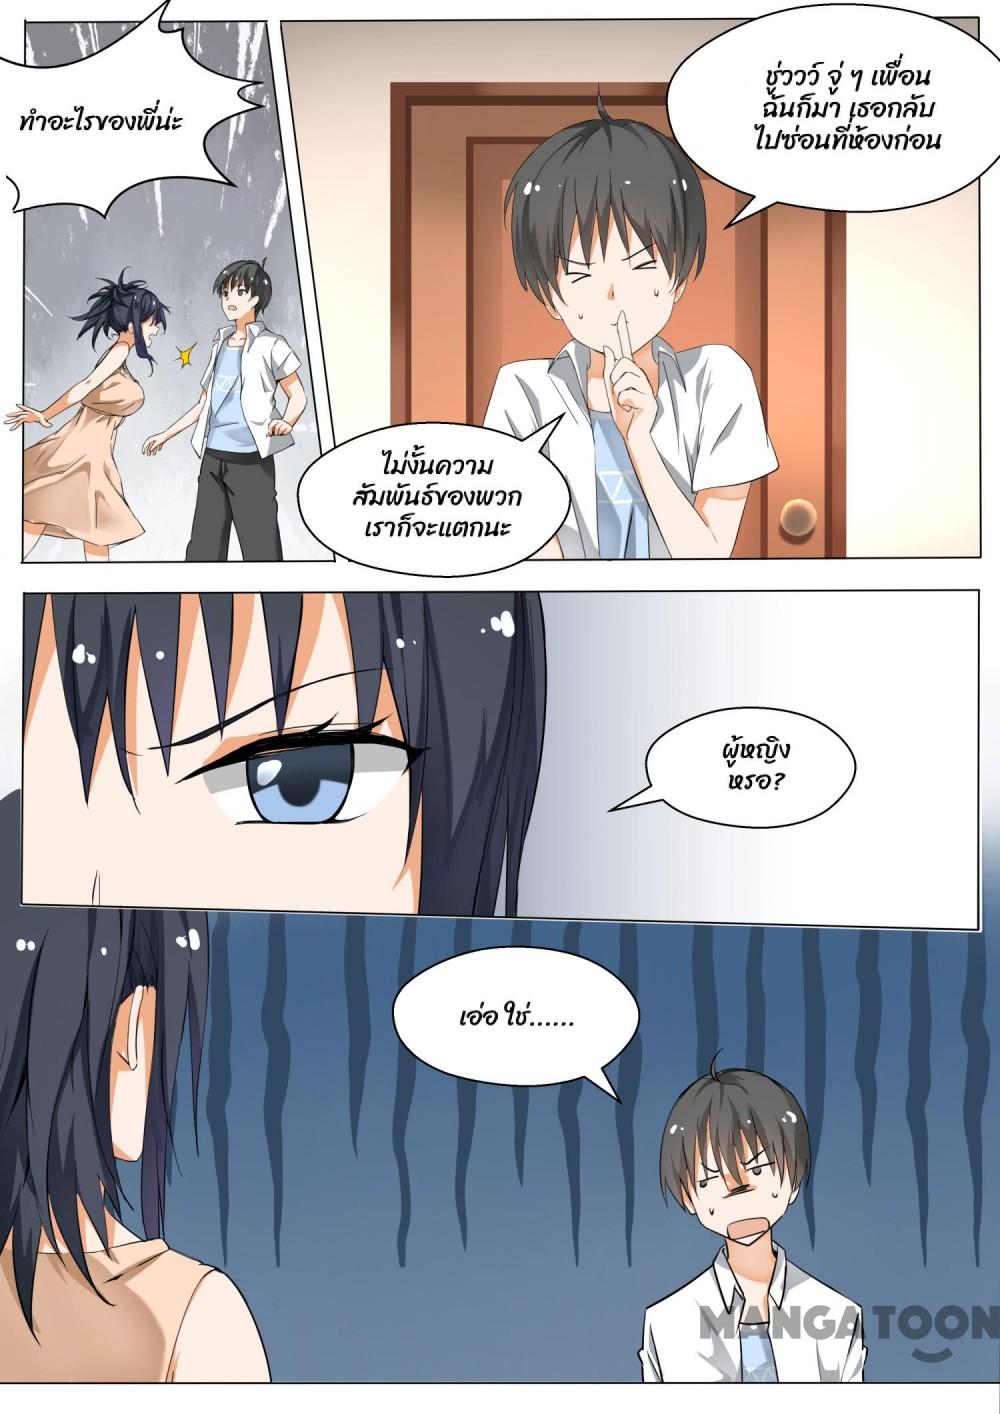 ทำอะไรของพี่น่ะ
ชู่ววว์ จู่ ๆ เพื่อน
ฉันก็มา เธอกลับ
ไปซ่อนที่ห้องก่อน
ไม่งั้นความ
สัมพันธ์ของพวก
เราก็จะแตกนะ
ผู้หญิง
หรอ?
เอ่อ ใช่......
MANGATOON